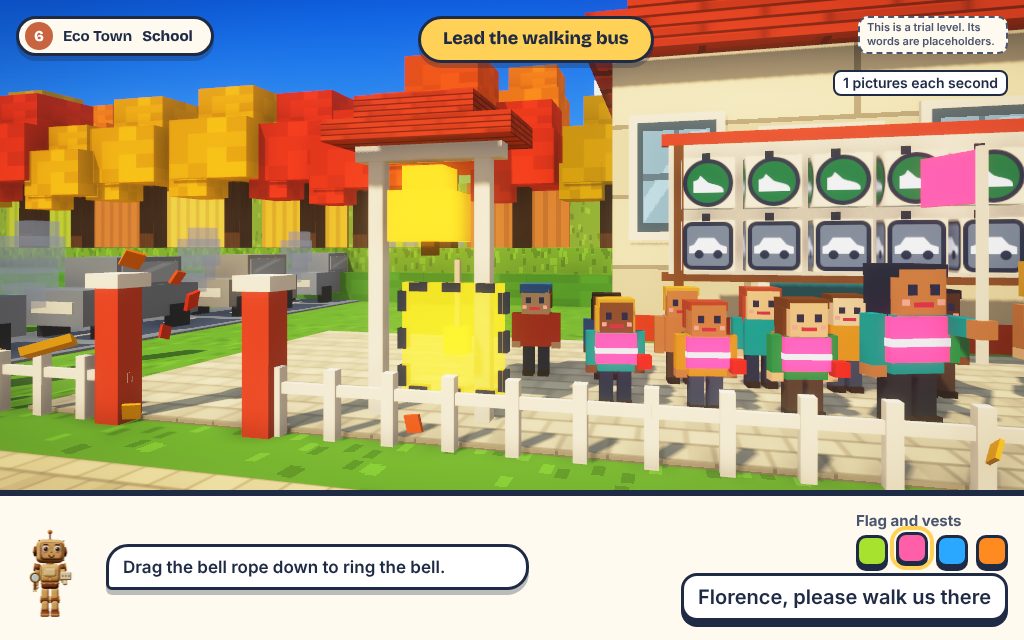 6 Eco Town School
Lead the walking bus
This is a trial level. Its
words are placeholders.
1 pictures each second
Flag and vests
Drag the bell rope down to ring the bell.
Florence, please walk us there